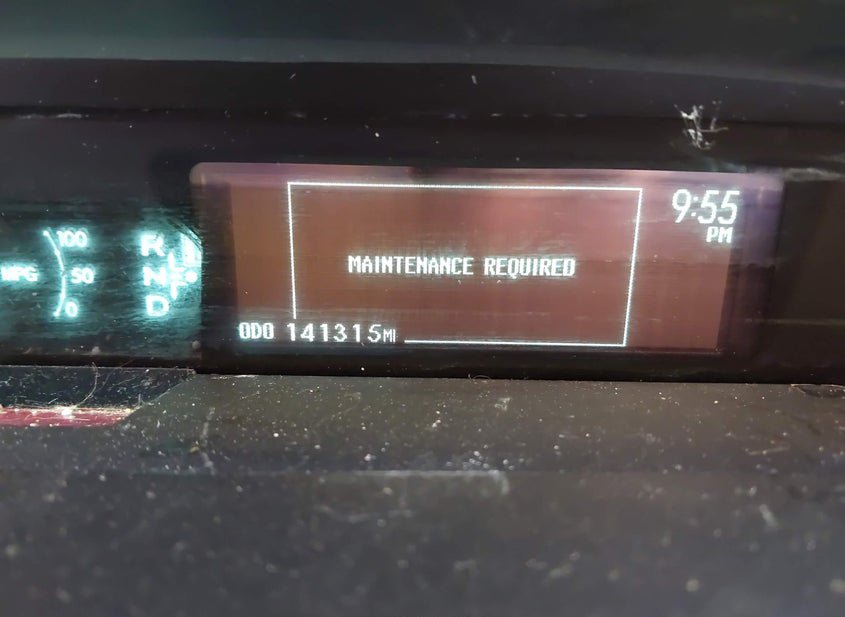 100
MPG
50
0
R
N
D
9:55
PM
MAINTENANCE REQUIRED
ODO 141315MI